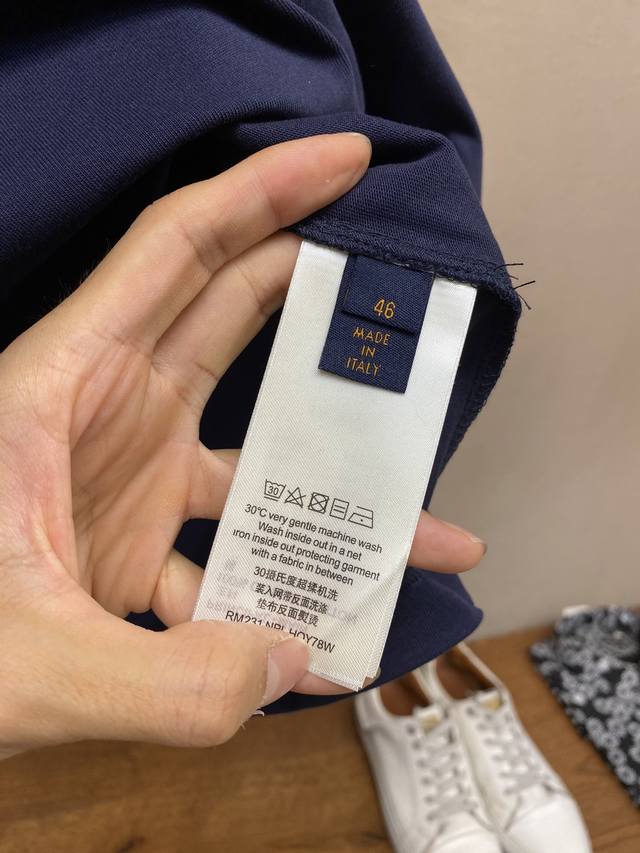 46
MADE
IN
ITALY
30
30°C very gentle machine wash
Wash inside out in a net
iron inside out protecting garment
with a fabric in between
30摄氏度超揉机洗
装入网带反面洗涤
垫布反面熨烫
RM231 NPL HOY78W